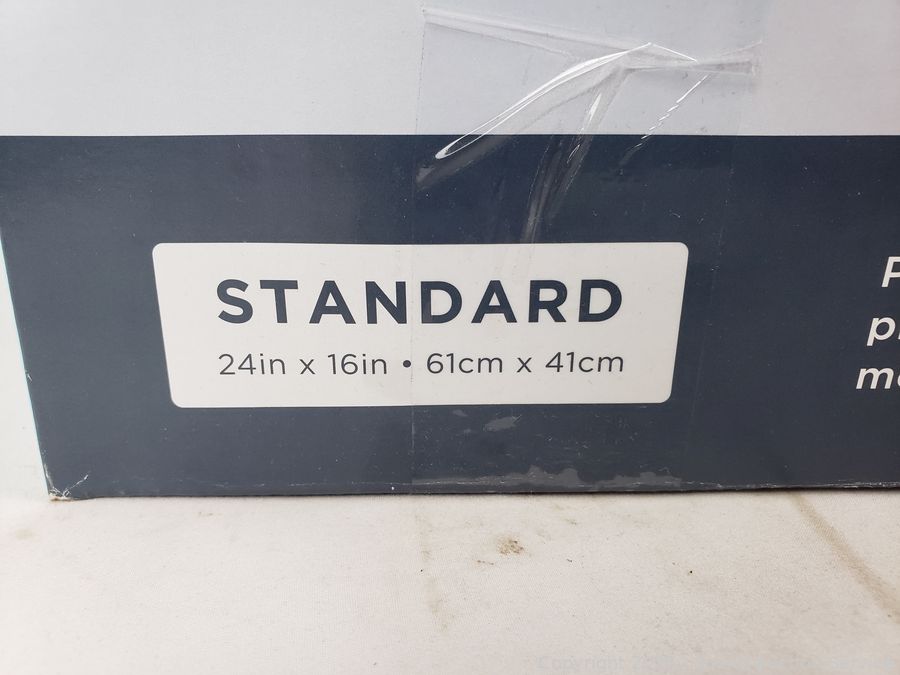 STANDARD
24in x 16in • 61cm x 41cm